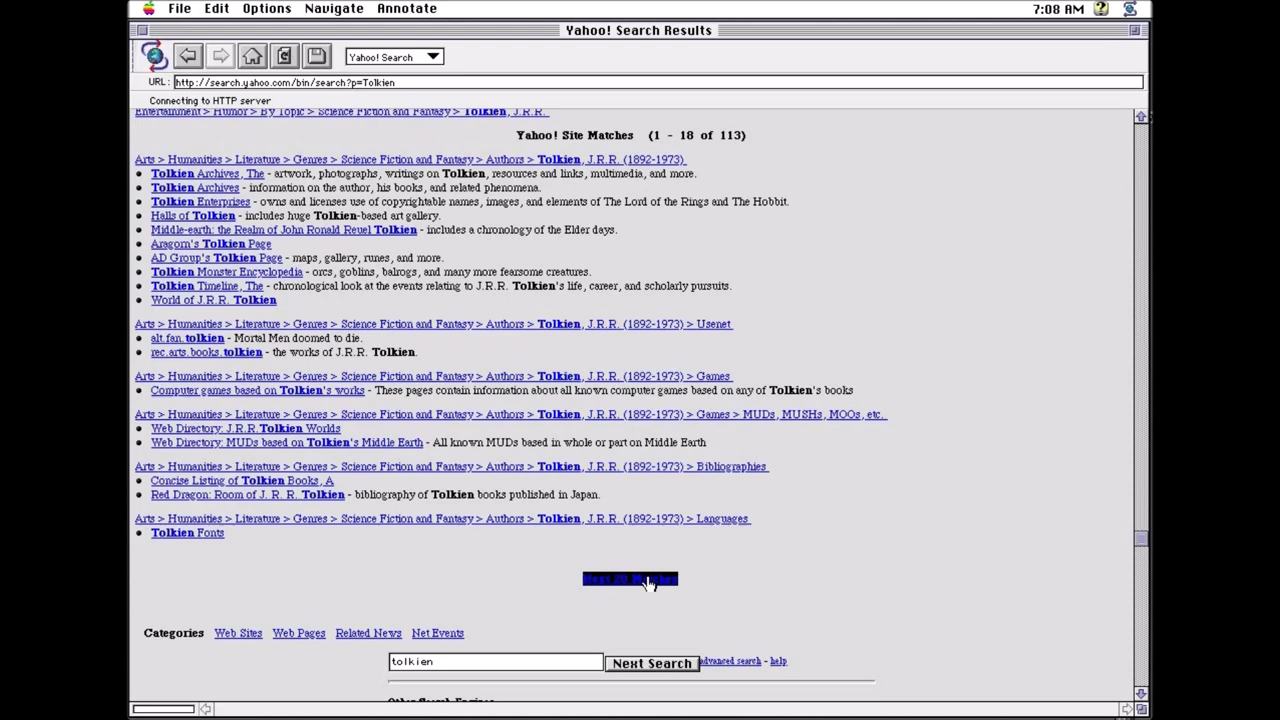 File Edit Options Navigate Annotate 7:08 AM
Yahoo! Search Results
Yahoo! Search
URL: http://search.yahoo.com/bin/search?p=Tolkien
Connecting to HTTP server
Entertainment > Humor > By Topic > Science Fiction and Fantasy > Tolkien, J.R.R.
Yahoo! Site Matches (1 - 18 of 113)
Arts > Humanities > Literature > Genres > Science Fiction and Fantasy > Authors > Tolkien, J.R.R. (1892-1973)
• Tolkien Archives, The - artwork, photographs, writings on Tolkien, resources and links, multimedia, and more.
• Tolkien Archives - information on the author, his books, and related phenomena.
• Tolkien Enterprises - owns and licenses use of copyrightable names, images, and elements of The Lord of the Rings and The Hobbit.
• Halls of Tolkien - includes huge Tolkien-based art gallery.
• Middle-earth: the Realm of John Ronald Reuel Tolkien - includes a chronology of the Elder days.
• Aragorn's Tolkien Page
• AD Group's Tolkien Page - maps, gallery, runes, and more.
• Tolkien Monster Encyclopedia - orcs, goblins, balrogs, and many more fearsome creatures.
• Tolkien Timeline, The - chronological look at the events relating to J.R.R. Tolkien's life, career, and scholarly pursuits.
• World of J.R.R. Tolkien
Arts > Humanities > Literature > Genres > Science Fiction and Fantasy > Authors > Tolkien, J.R.R. (1892-1973) > Usenet
• alt.fan.tolkien - Mortal Men doomed to die.
• rec.arts.books.tolkien - the works of J.R.R. Tolkien.
Arts > Humanities > Literature > Genres > Science Fiction and Fantasy > Authors > Tolkien, J.R.R. (1892-1973) > Games
• Computer games based on Tolkien's works - These pages contain information about all known computer games based on any of Tolkien's books
Arts > Humanities > Literature > Genres > Science Fiction and Fantasy > Authors > Tolkien, J.R.R. (1892-1973) > Games > MUDs, MUSHs, MOOs, etc.
• Web Directory: J.R.R.Tolkien Worlds
• Web Directory: MUDs based on Tolkien's Middle Earth - All known MUDs based in whole or part on Middle Earth
Arts > Humanities > Literature > Genres > Science Fiction and Fantasy > Authors > Tolkien, J.R.R. (1892-1973) > Bibliographies
• Concise Listing of Tolkien Books, A
• Red Dragon: Room of J. R. R. Tolkien - bibliography of Tolkien books published in Japan.
Arts > Humanities > Literature > Genres > Science Fiction and Fantasy > Authors > Tolkien, J.R.R. (1892-1973) > Languages
• Tolkien Fonts
Next 20 Matches
Categories Web Sites Web Pages Related News Net Events
tolkien Next Search advanced search - help
Other Search Engines